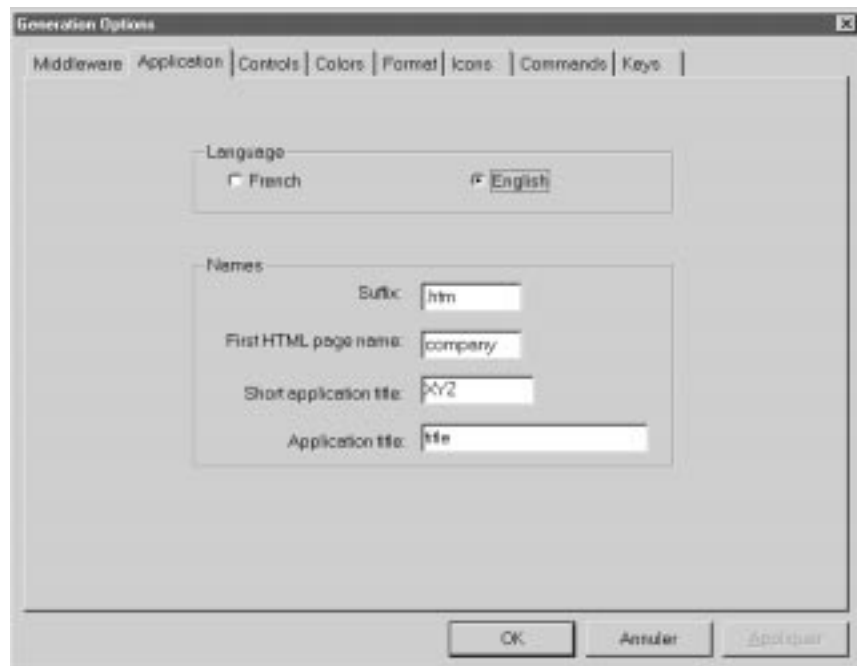 Generation Options
Middleware Application Controls Colors Format Icons Commands Keys
Language
French English
Names
Suffix: .htm
First HTML page name: company
Short application title: XYZ
Application title: title
OK Annuler Appliquer